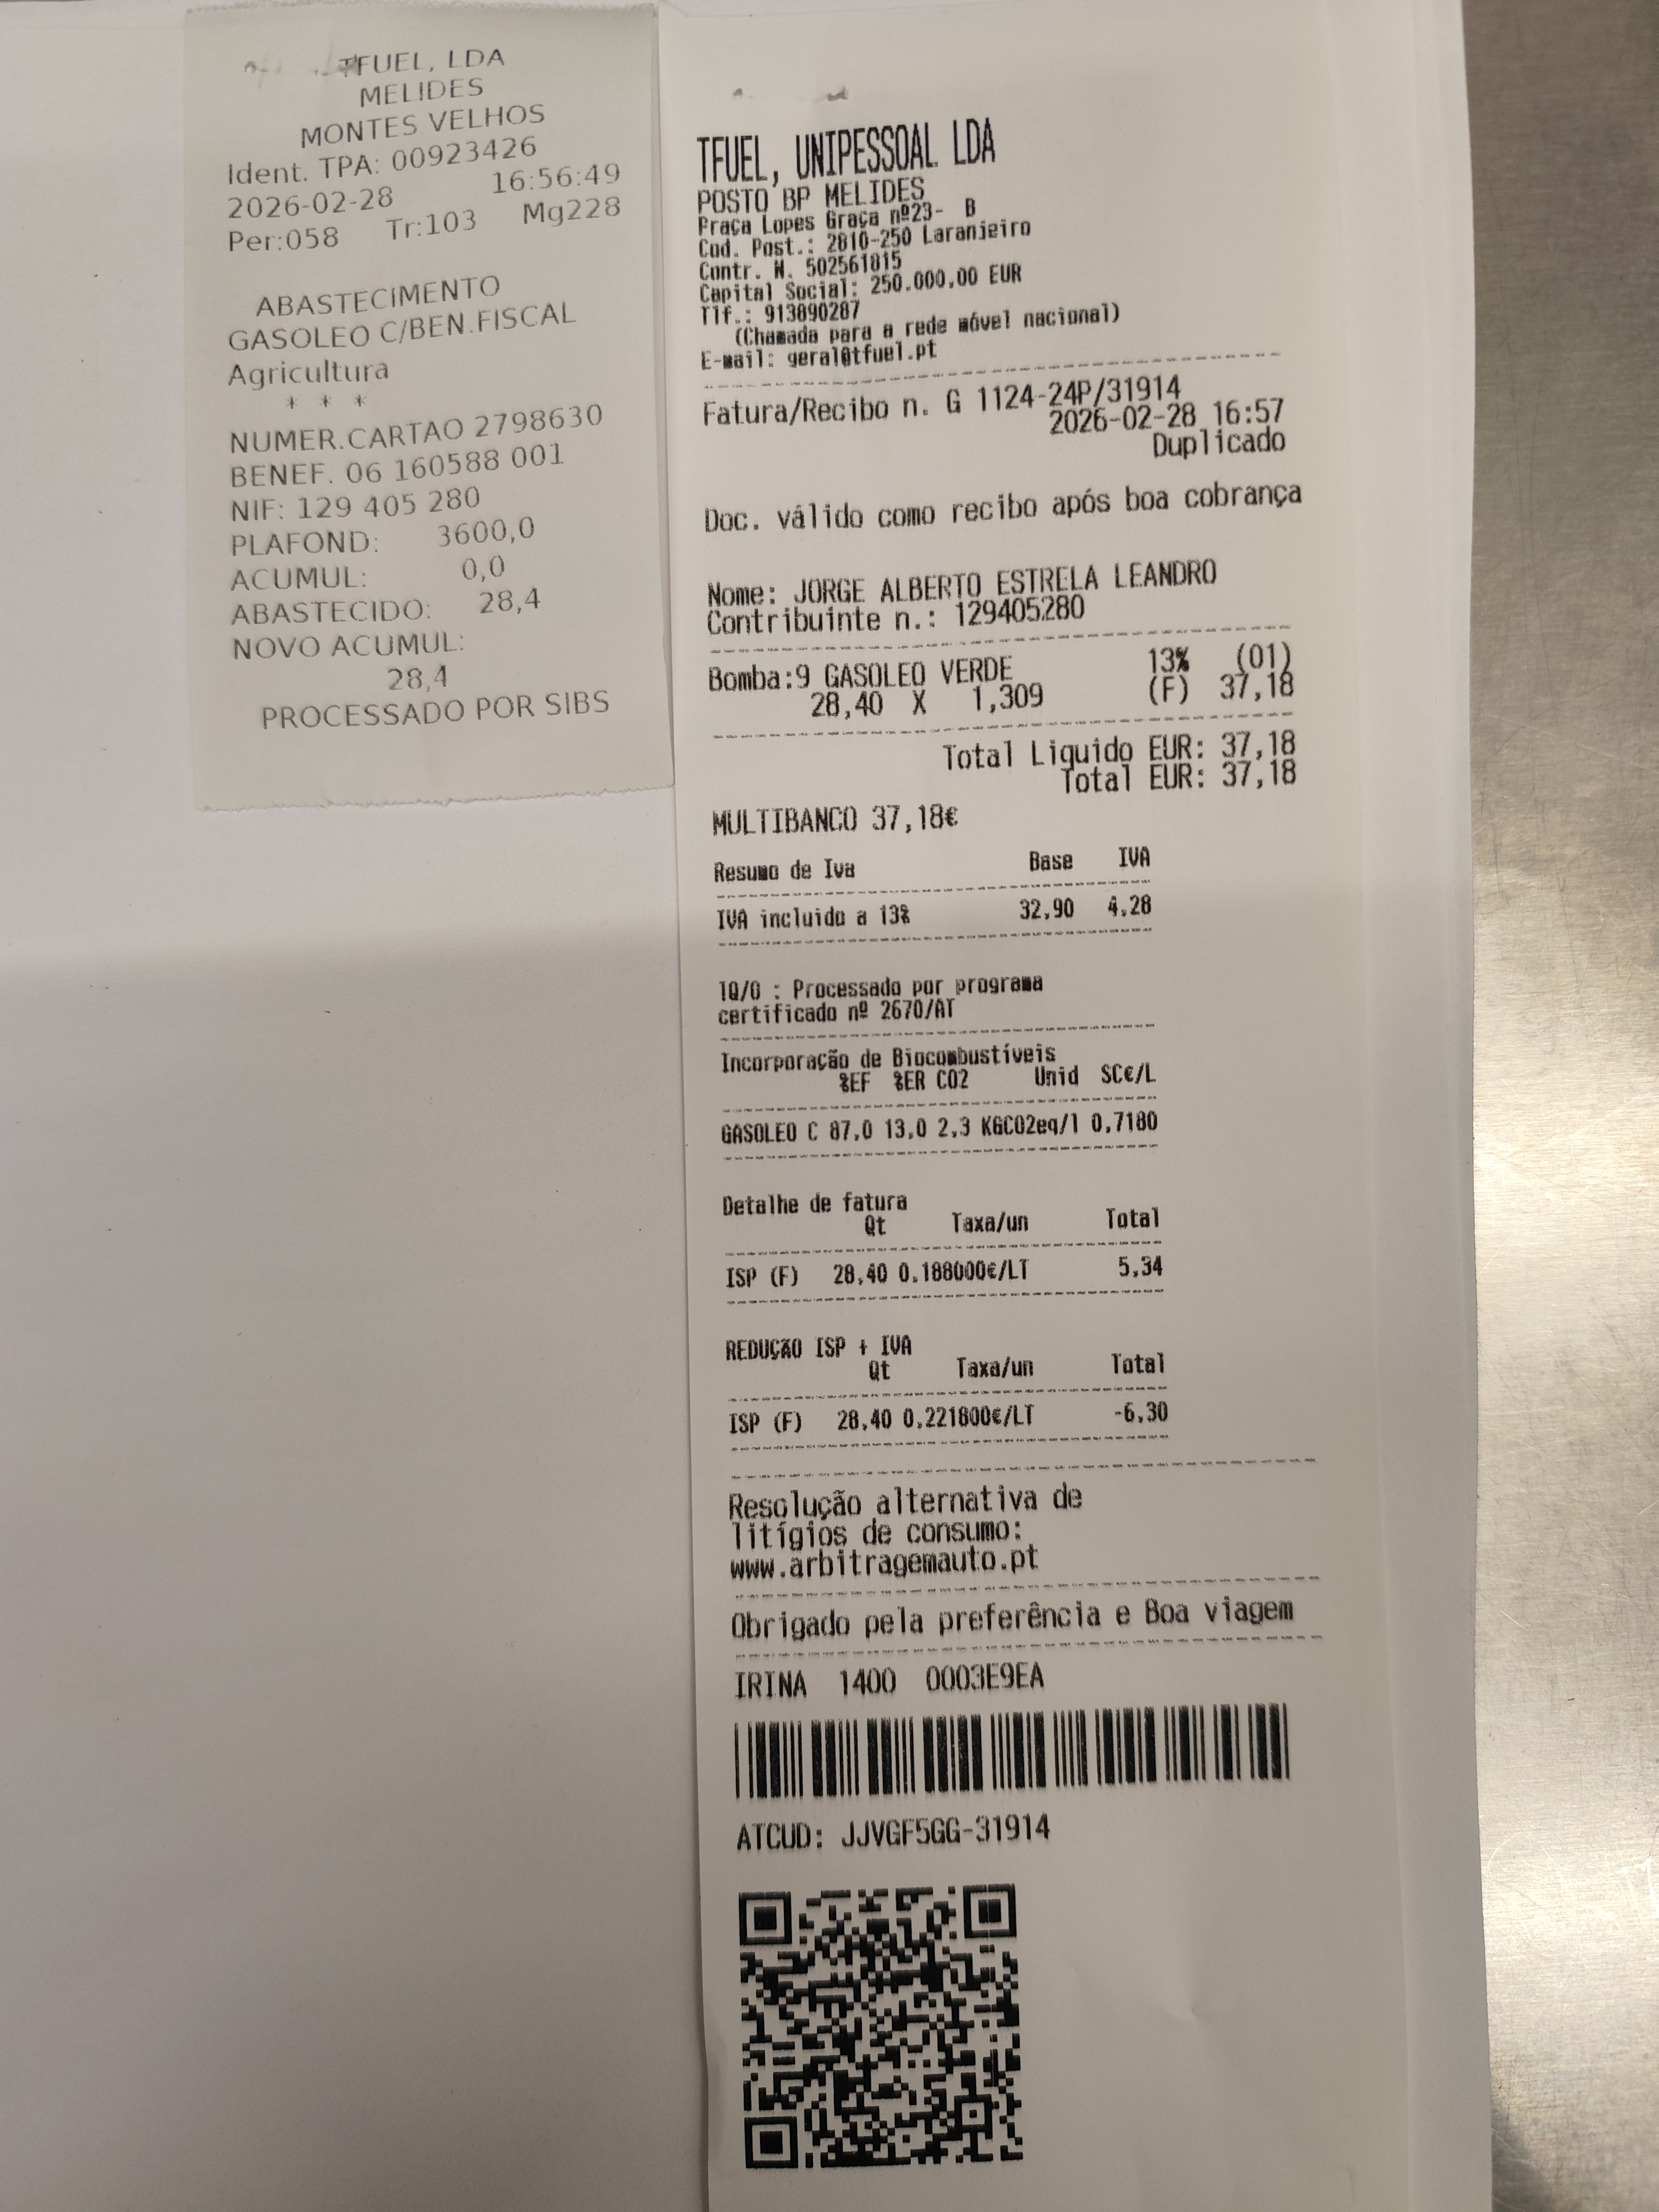 TFUEL, LDA
MELIDES
MONTES VELHOS
Ident. TPA: 00923426
2026-02-28 16:56:49
Per:058 Tr:103 Mg228
ABASTECIMENTO
GASOLEO C/BEN.FISCAL
Agricultura
* * *
NUMER.CARTAO 2798630
BENEF. 06 160588 001
NIF: 129 405 280
PLAFOND: 3600,0
ACUMUL: 0,0
ABASTECIDO: 28,4
NOVO ACUMUL:
28,4
PROCESSADO POR SIBS
TFUEL, UNIPESSOAL LDA
POSTO BP MELIDES
Praça Lopes Graça nº23- B
Cod. Post.: 2810-250 Laranjeiro
Contr. N. 502561815
Capital Social: 250.000,00 EUR
Tlf.: 913890287
(Chamada para a rede móvel nacional)
E-mail: geral@tfuel.pt
Fatura/Recibo n. G 1124-24P/31914
2026-02-28 16:57
Duplicado
Doc. válido como recibo após boa cobrança
Nome: JORGE ALBERTO ESTRELA LEANDRO
Contribuinte n.: 129405280
Bomba:9 GASOLEO VERDE 13% (01)
28,40 X 1,309 (F) 37,18
Total Liquido EUR: 37,18
Total EUR: 37,18
MULTIBANCO 37,18€
Resumo de Iva Base IVA
IVA incluido a 13% 32,90 4,28
1Q/G : Processado por programa
certificado nº 2670/AT
Incorporação de Biocombustíveis
%EF %ER CO2 Unid SC€/L
GASOLEO C 87,0 13,0 2,3 KGCO2eq/l 0,7180
Detalhe de fatura
Qt Taxa/un Total
ISP (F) 28,40 0,188000€/LT 5,34
REDUÇÃO ISP + IVA
Qt Taxa/un Total
ISP (F) 28,40 0,221800€/LT -6,30
Resolução alternativa de
litígios de consumo:
www.arbitragemauto.pt
Obrigado pela preferência e Boa viagem
IRINA 1400 0003E9EA
ATCUD: JJVGF5GG-31914